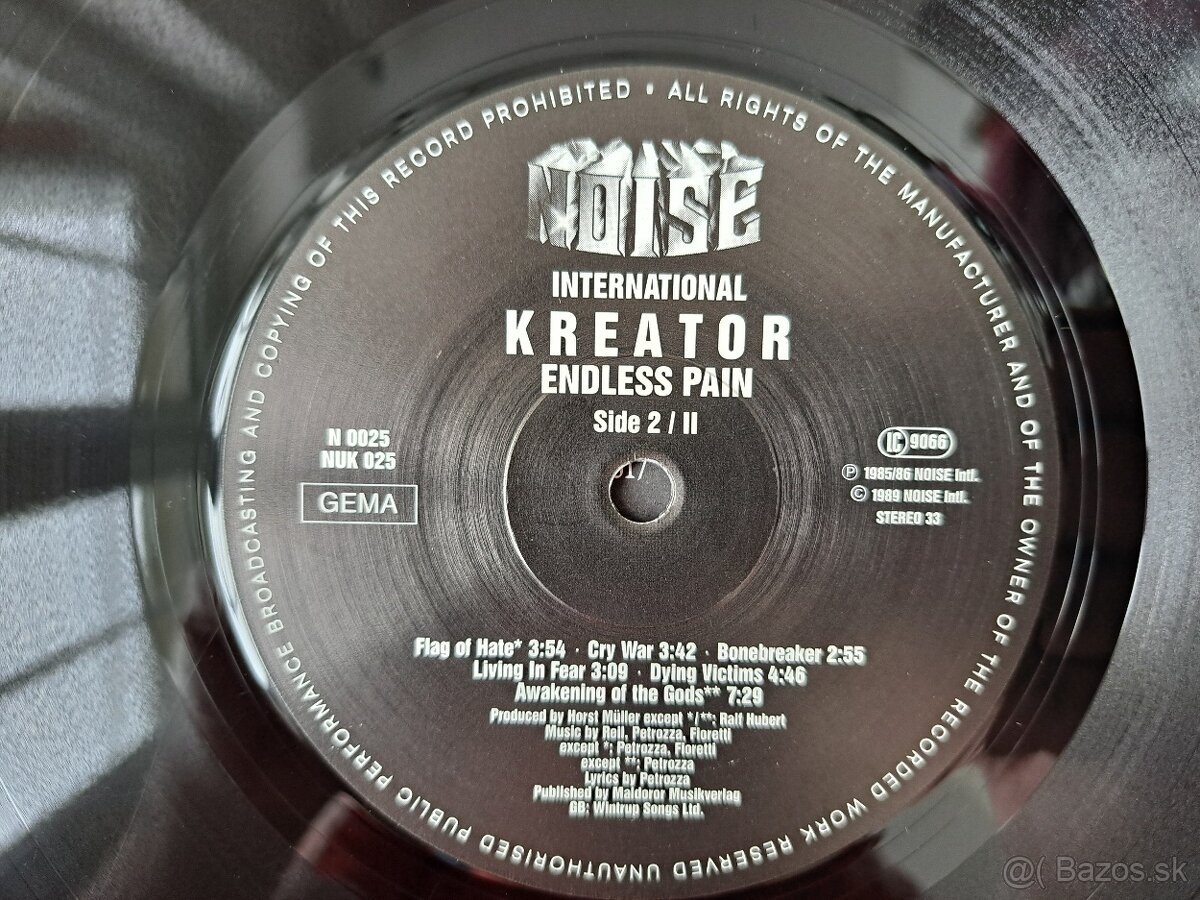 UNAUTHORISED PUBLIC PERFORMANCE BROADCASTING AND COPYING OF THIS RECORD PROHIBITED • ALL RIGHTS OF THE MANUFACTURER AND OF THE OWNER OF THE RECORDED WORK RESERVED
NOISE
INTERNATIONAL
KREATOR
ENDLESS PAIN
Side 2 / II
N 0025
NUK 025
GEMA
LC 9066
℗ 1985/86 NOISE Intl.
© 1989 NOISE Intl.
STEREO 33
Flag of Hate* 3:54 · Cry War 3:42 · Bonebreaker 2:55
Living In Fear 3:09 · Dying Victims 4:46
Awakening of the Gods** 7:29
Produced by Horst Müller except */**: Ralf Hubert
Music by Reil, Petrozza, Fioretti
except *: Petrozza, Fioretti
except **: Petrozza
Lyrics by Petrozza
Published by Maldoror Musikverlag
GB: Wintrup Songs Ltd.
@( Bazos.sk